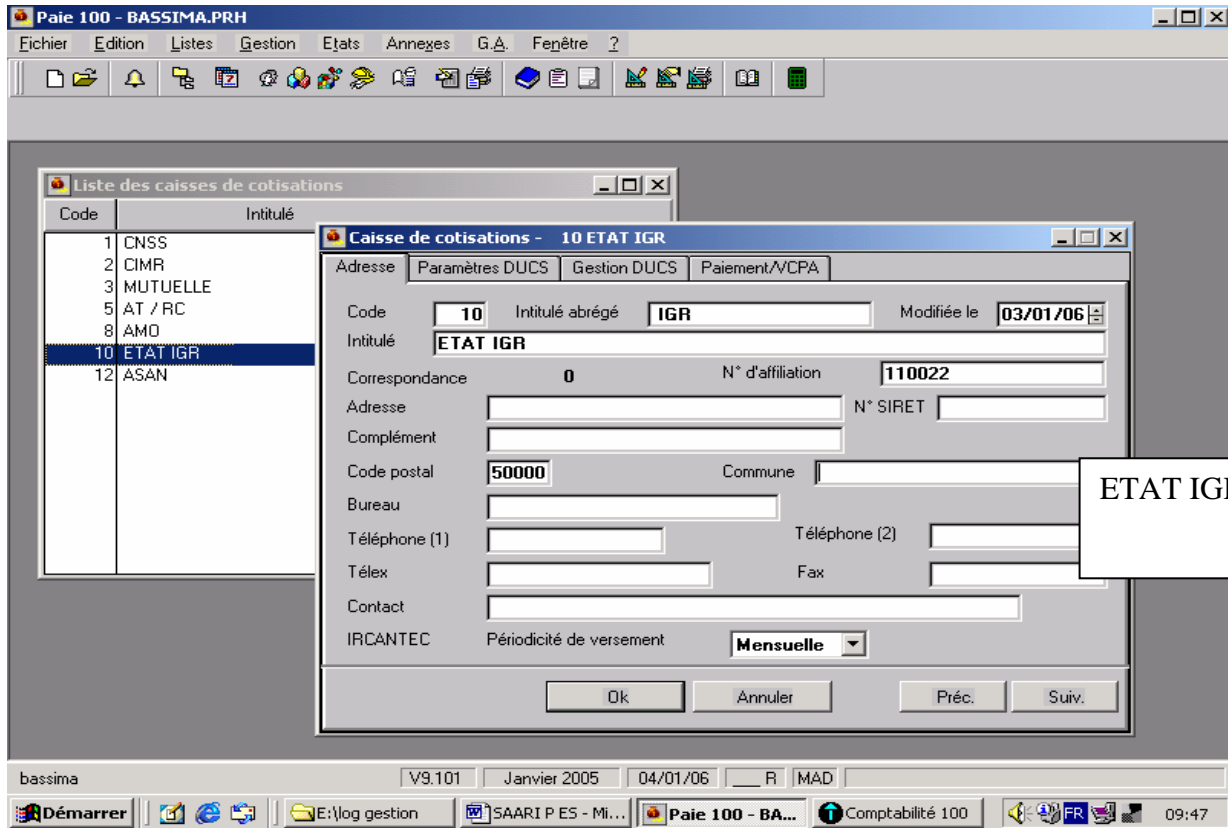 Paie 100 - BASSIMA.PRH
Fichier Edition Listes Gestion Etats Annexes G.A. Fenêtre ?
Liste des caisses de cotisations
Code Intitulé
1 CNSS
2 CIMR
3 MUTUELLE
5 AT / RC
8 AMO
10 ETAT IGR
12 ASAN
Caisse de cotisations - 10 ETAT IGR
Adresse Paramètres DUCS Gestion DUCS Paiement/VCPA
Code 10 Intitulé abrégé IGR Modifiée le 03/01/06
Intitulé ETAT IGR
Correspondance 0 N° d'affiliation 110022
Adresse N° SIRET
Complément
Code postal 50000 Commune
Bureau
Téléphone (1) Téléphone (2)
Télex Fax
Contact
IRCANTEC Périodicité de versement Mensuelle
Ok Annuler Préc. Suiv.
ETAT IGR
bassima V9.101 Janvier 2005 04/01/06 ___ R MAD
Démarrer E:\log gestion SAARI P ES - Mi... Paie 100 - BA... Comptabilité 100 FR 09:47